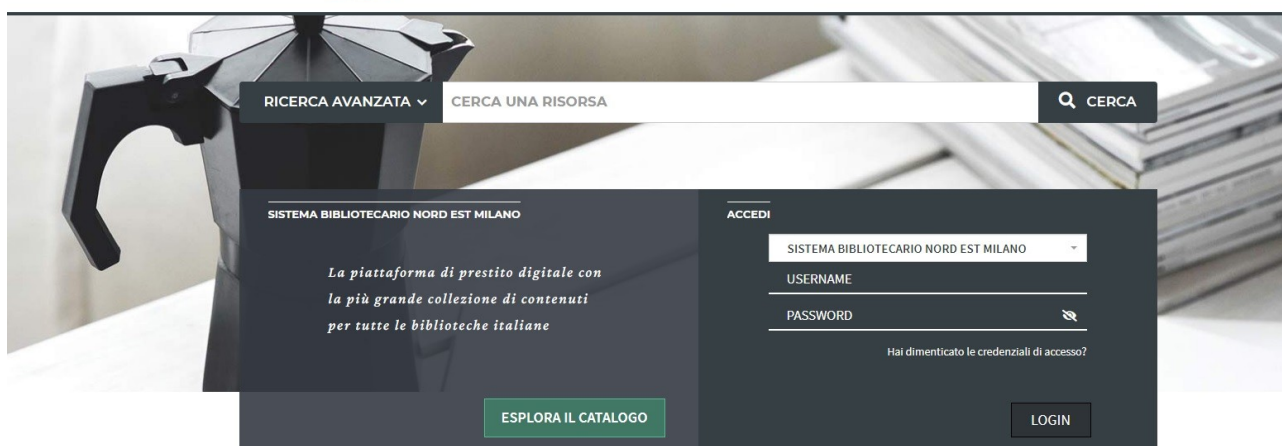 RICERCA AVANZATA
CERCA UNA RISORSA
CERCA
SISTEMA BIBLIOTECARIO NORD EST MILANO
La piattaforma di prestito digitale con
la più grande collezione di contenuti
per tutte le biblioteche italiane
ESPLORA IL CATALOGO
ACCEDI
SISTEMA BIBLIOTECARIO NORD EST MILANO
USERNAME
PASSWORD
Hai dimenticato le credenziali di accesso?
LOGIN